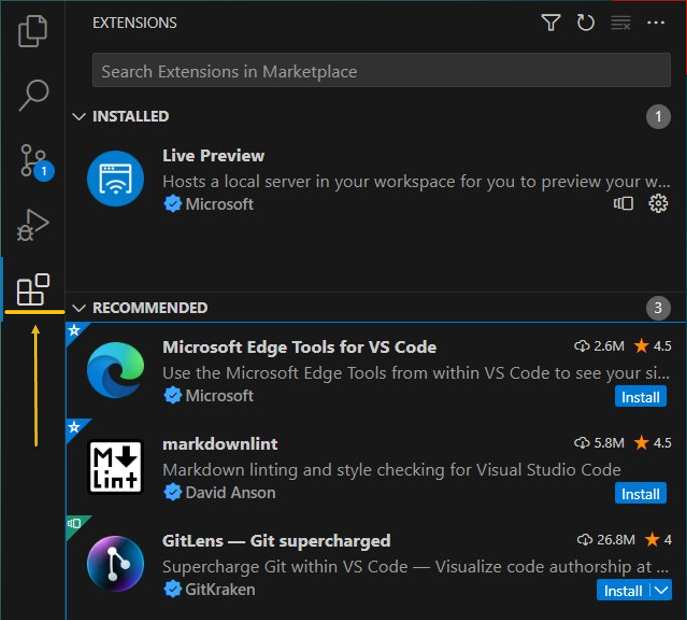 EXTENSIONS
Search Extensions in Marketplace
INSTALLED 1
Live Preview
Hosts a local server in your workspace for you to preview your w...
Microsoft
1
RECOMMENDED 3
Microsoft Edge Tools for VS Code 2.6M 4.5
Use the Microsoft Edge Tools from within VS Code to see your si...
Microsoft Install
markdownlint 5.8M 4.5
M Lint
Markdown linting and style checking for Visual Studio Code
David Anson Install
GitLens — Git supercharged 26.8M 4
Supercharge Git within VS Code — Visualize code authorship at ...
GitKraken Install